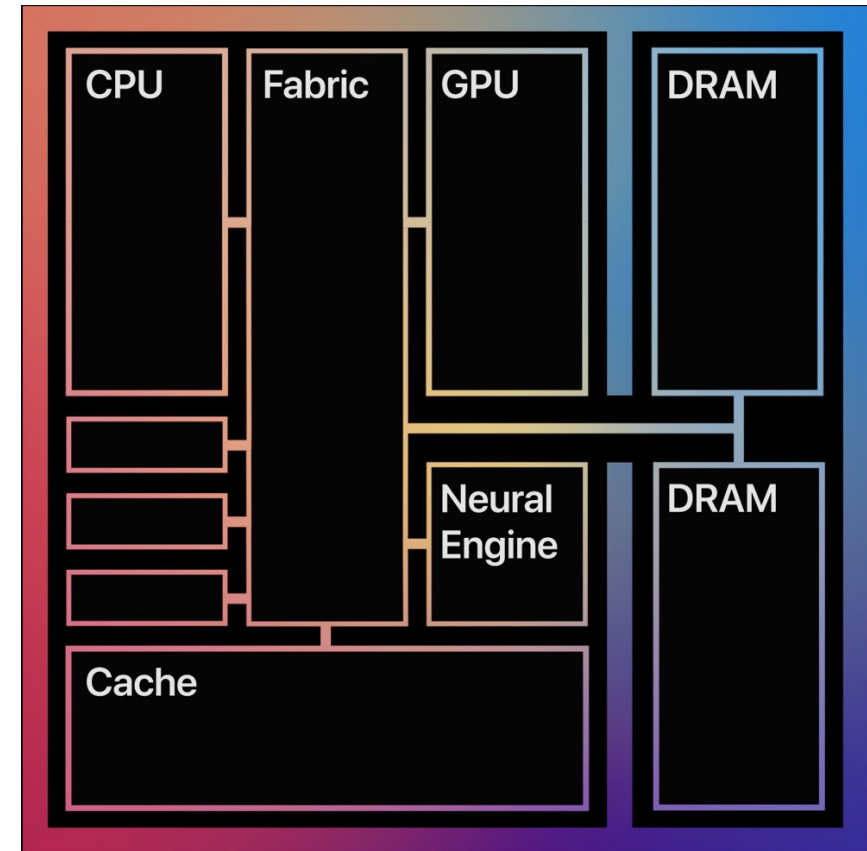 CPU
Fabric
GPU
DRAM
Neural
Engine
DRAM
Cache